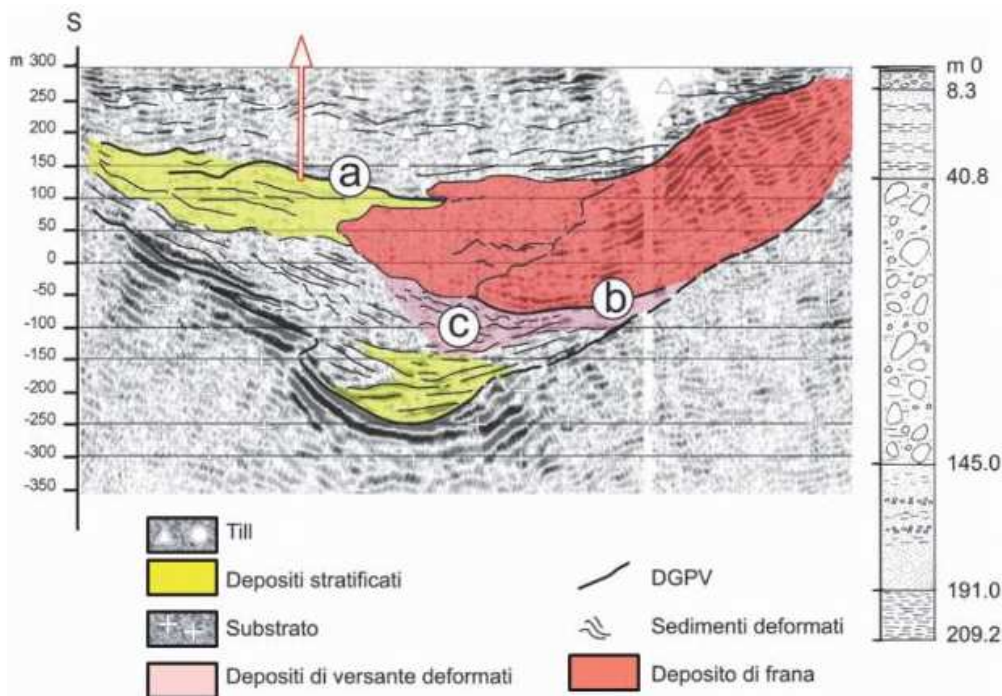 S
m 300
250
200
150
100
50
0
-50
-100
-150
-200
-250
-300
-350
a
b
c
m 0
8.3
40.8
145.0
191.0
209.2
Till
Depositi stratificati
Substrato
Depositi di versante deformati
DGPV
Sedimenti deformati
Deposito di frana